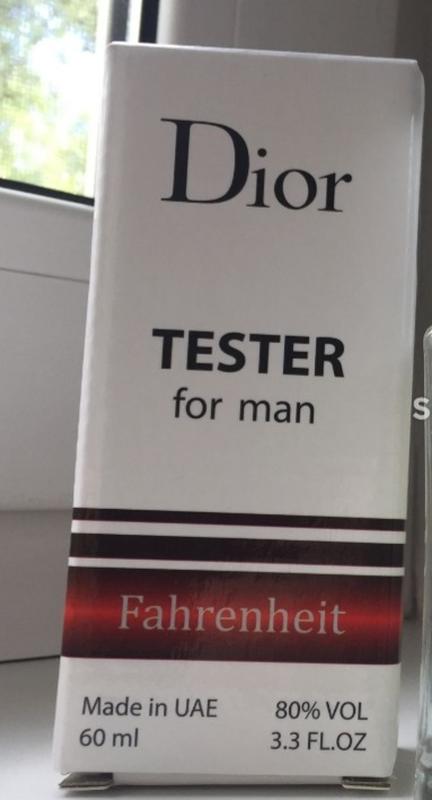 Dior
TESTER
for man
Fahrenheit
Made in UAE 80% VOL
60 ml 3.3 FL.OZ
S